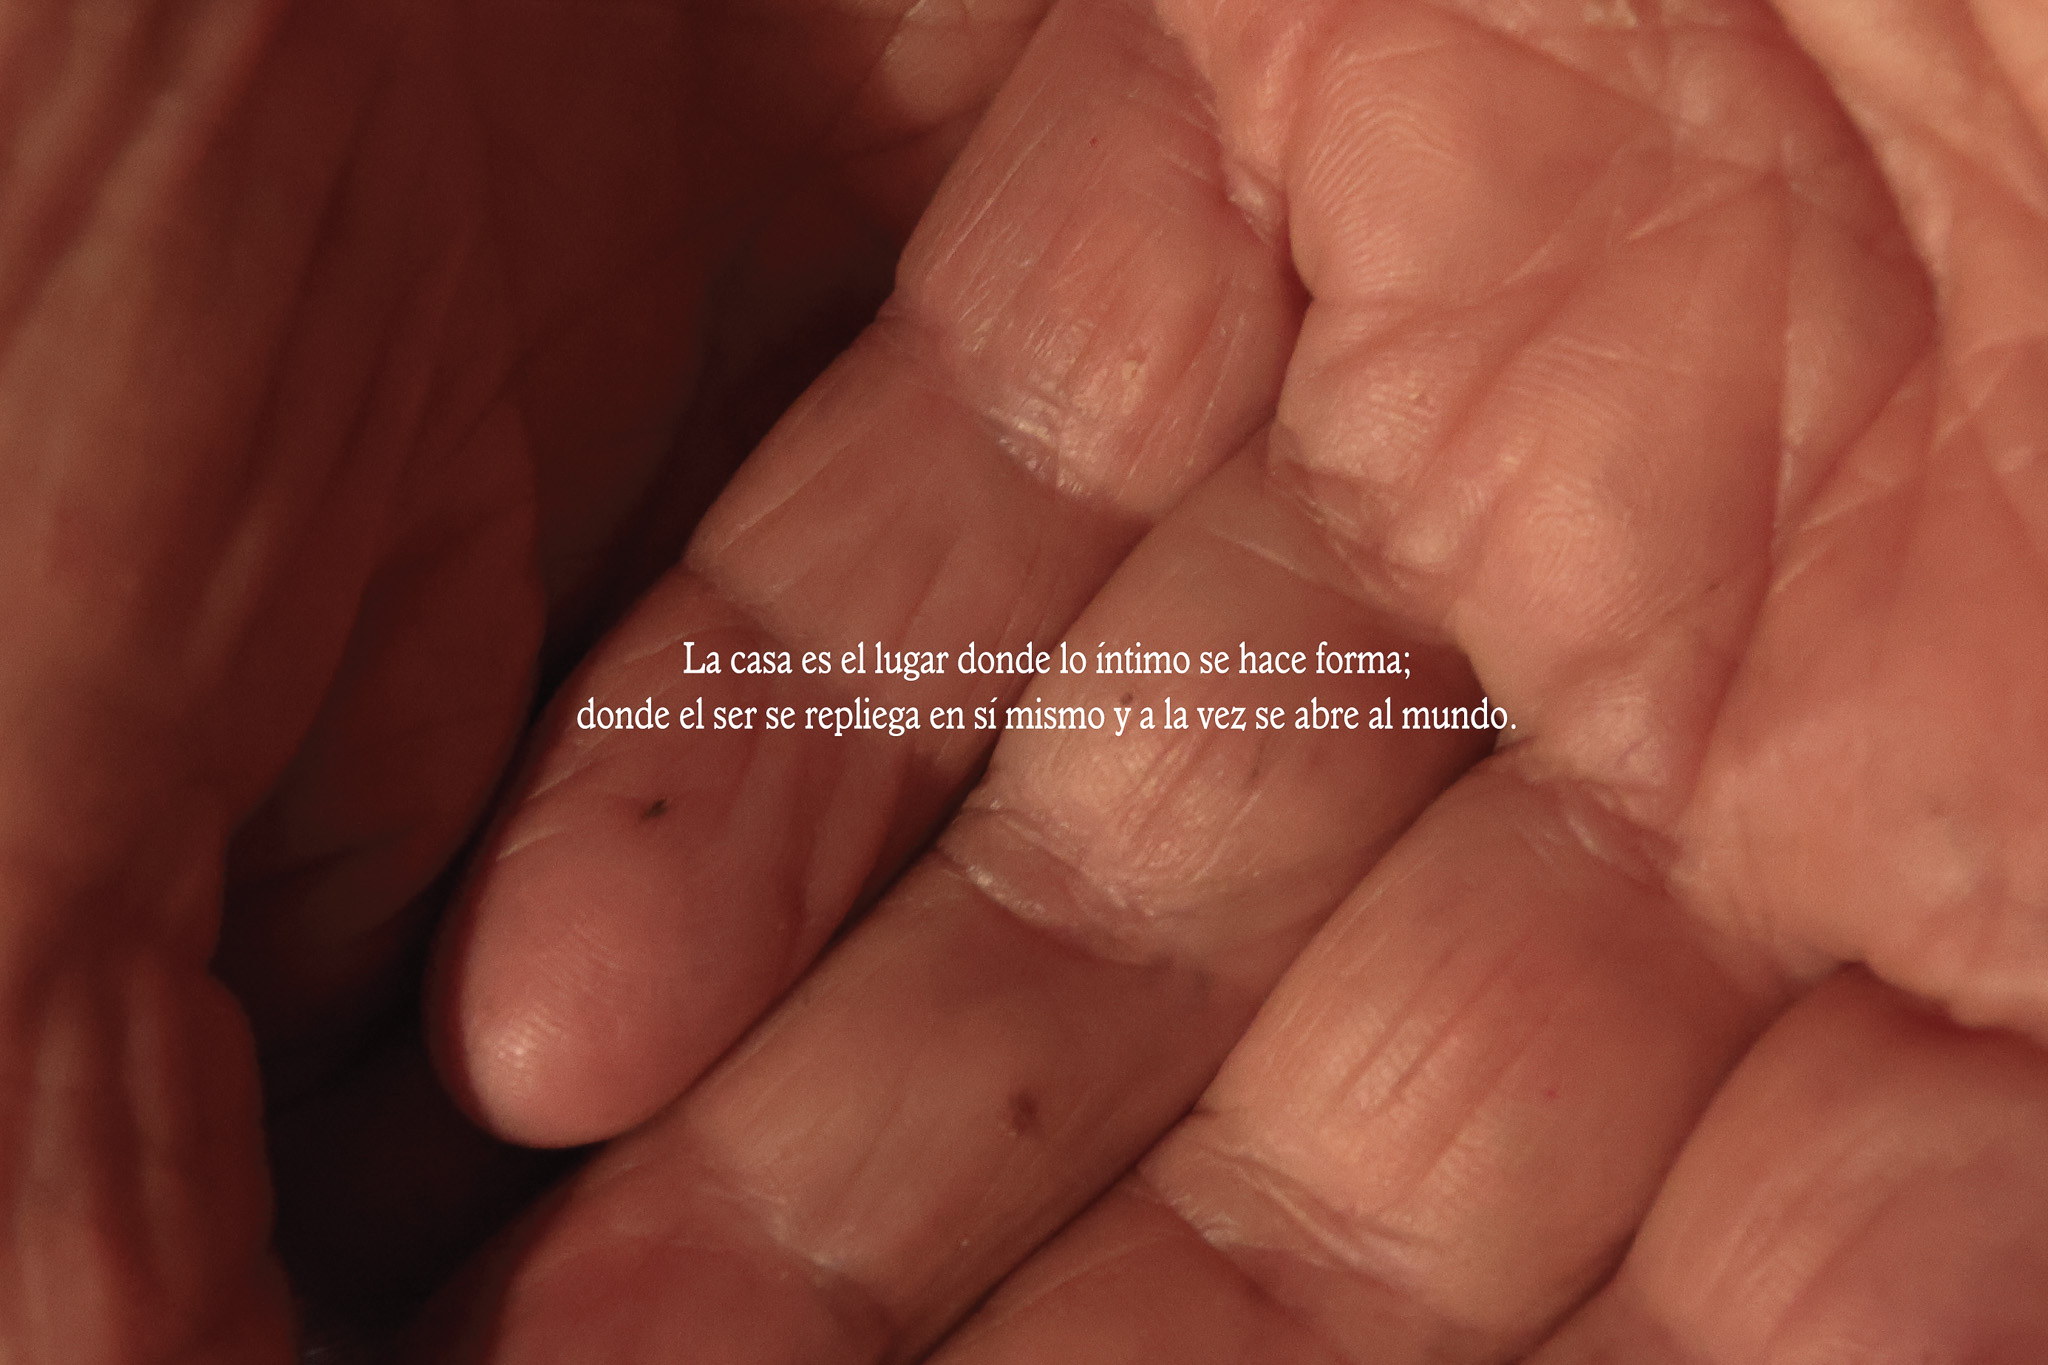 La casa es el lugar donde lo íntimo se hace forma;
donde el ser se repliega en sí mismo y a la vez se abre al mundo.